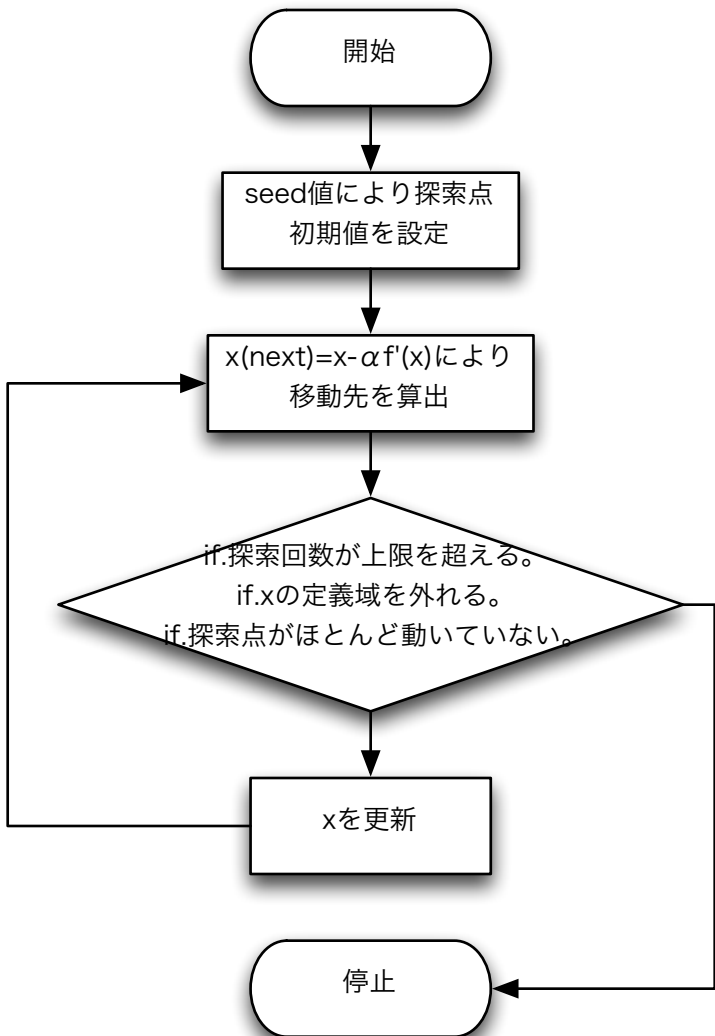 開始
seed値により探索点
初期値を設定
x(next)=x-αf'(x)により
移動先を算出
if.探索回数が上限を超える。
if.xの定義域を外れる。
if.探索点がほとんど動いていない。
xを更新
停止